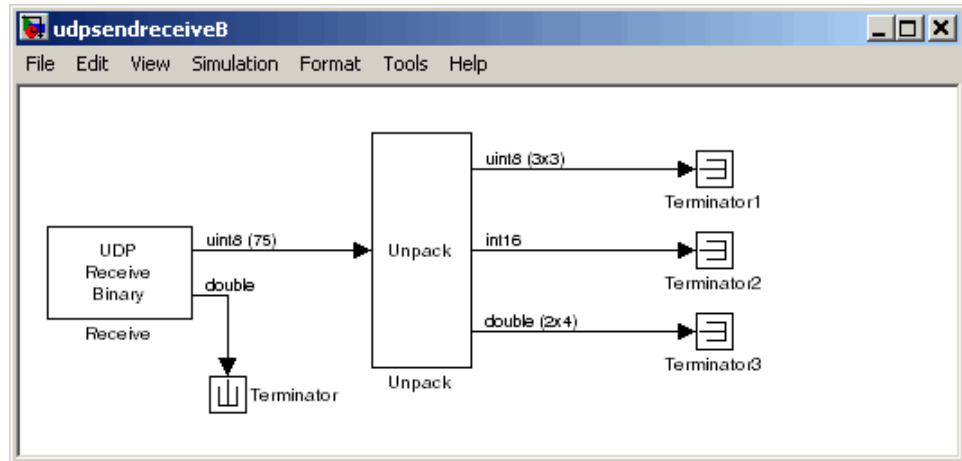 udpsendreceiveB
File Edit View Simulation Format Tools Help
uint8 (3x3)
Terminator1
UDP
Receive
Binary
uint8 (75)
Unpack
int16
double
Terminator2
Receive
double (2x4)
Terminator3
Unpack
Terminator